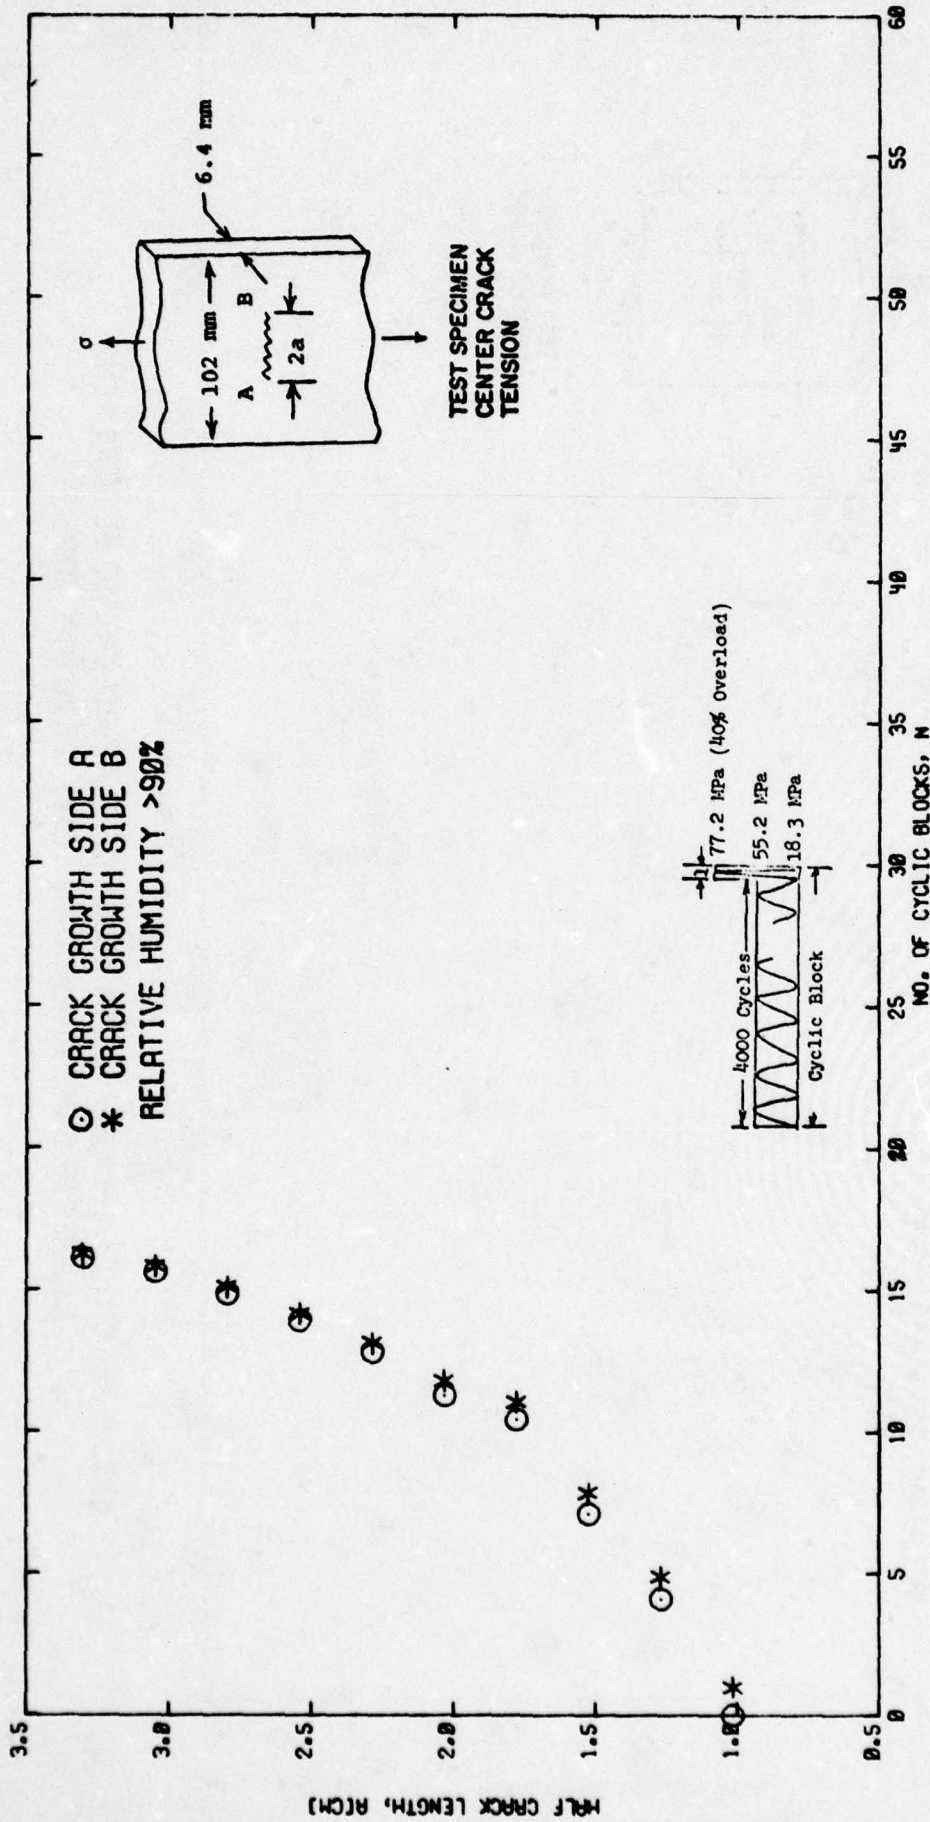 ⊙ CRACK GROWTH SIDE A
* CRACK GROWTH SIDE B
RELATIVE HUMIDITY >90%
σ
102 mm
6.4 mm
A
B
2a
TEST SPECIMEN
CENTER CRACK
TENSION
4000 Cycles
1
77.2 MPa (40% Overload)
55.2 MPa
18.3 MPa
Cyclic Block
HALF CRACK LENGTH, A(CM)
3.5
3.0
2.5
2.0
1.5
1.0
0.5
0 5 10 15 20 25 30 35 40 45 50 55 60
NO. OF CYCLIC BLOCKS, N